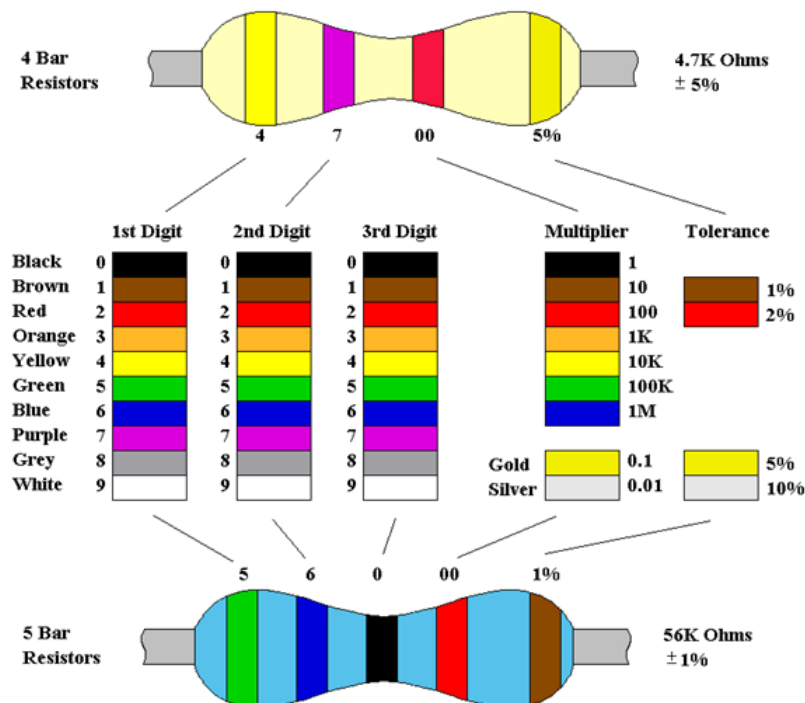 4 Bar
Resistors
4.7K Ohms
± 5%
4 7 00 5%
1st Digit 2nd Digit 3rd Digit Multiplier Tolerance
Black 0 0 0 1
Brown 1 1 1 10 1%
Red 2 2 2 100 2%
Orange 3 3 3 1K
Yellow 4 4 4 10K
Green 5 5 5 100K
Blue 6 6 6 1M
Purple 7 7 7
Grey 8 8 8 Gold 0.1 5%
White 9 9 9 Silver 0.01 10%
5 6 0 00 1%
5 Bar
Resistors
56K Ohms
±1%